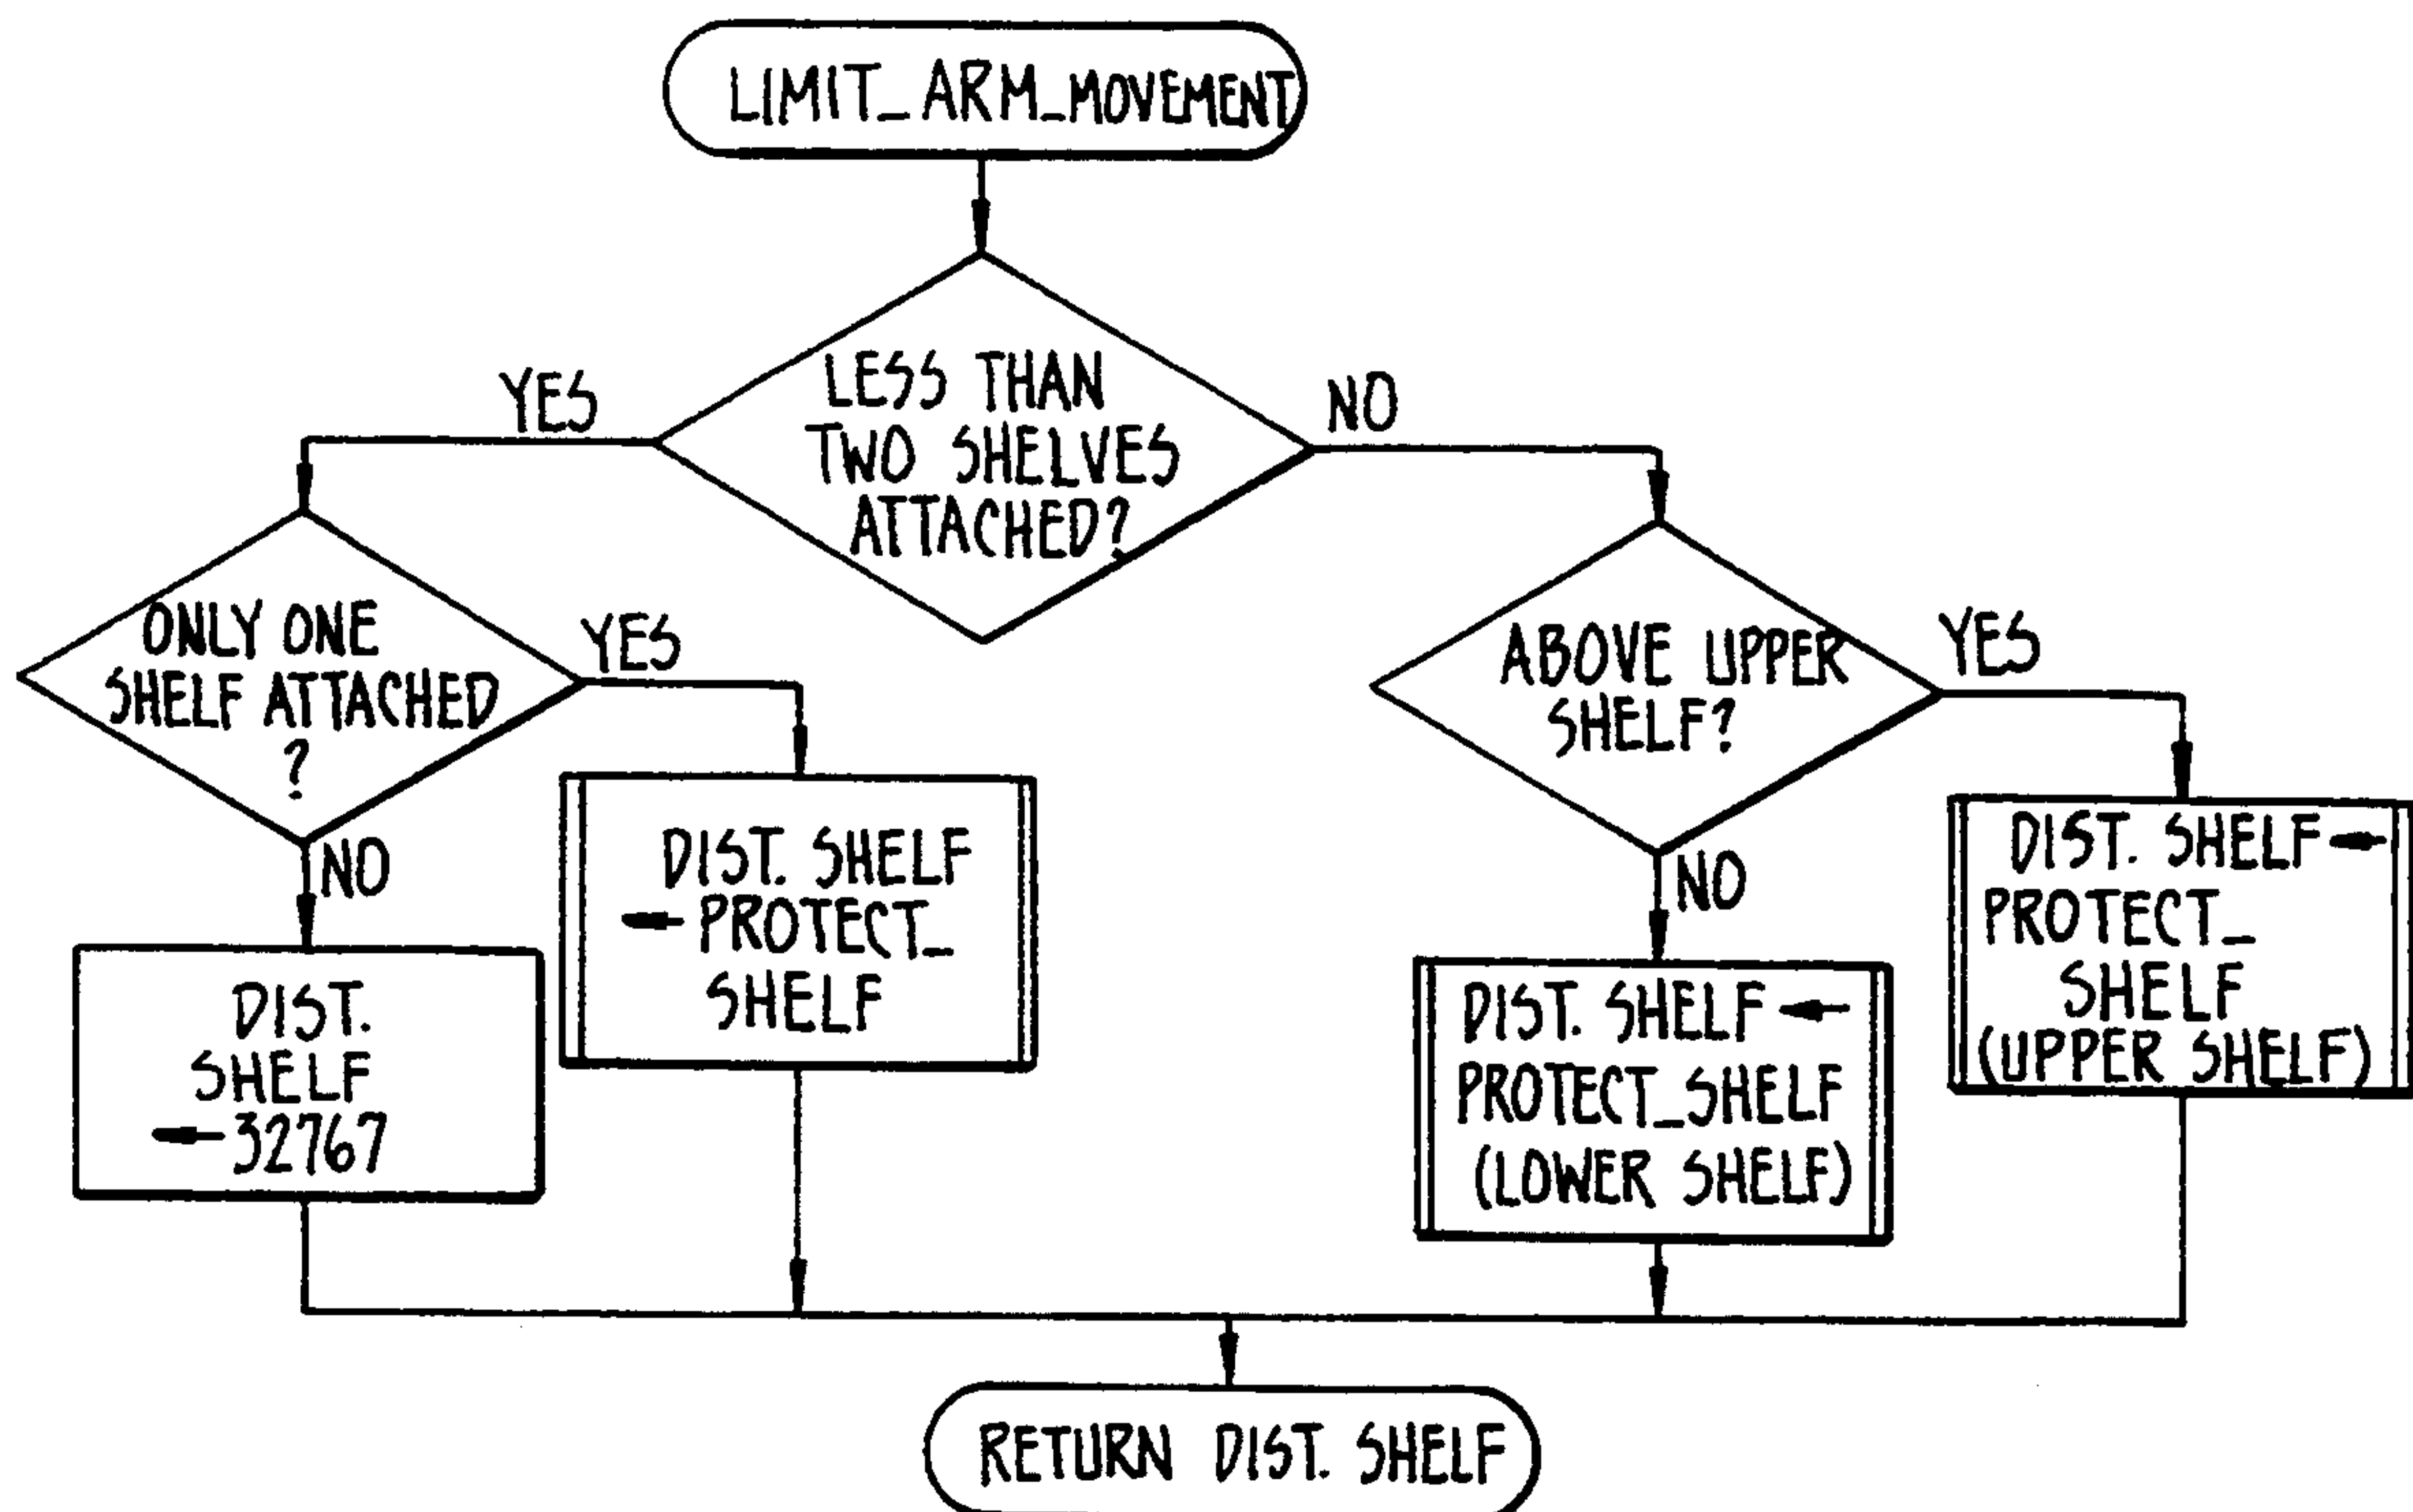 LIMIT_ARM_MOVEMENT
LESS THAN
TWO SHELVES
ATTACHED?
YES
NO
ONLY ONE
SHELF ATTACHED
?
YES
NO
ABOVE UPPER
SHELF?
YES
NO
DIST.
SHELF
←32767
DIST. SHELF
←PROTECT_
SHELF
DIST. SHELF←
PROTECT_SHELF
(LOWER SHELF)
DIST. SHELF→
PROTECT_
SHELF
(UPPER SHELF)
RETURN DIST. SHELF